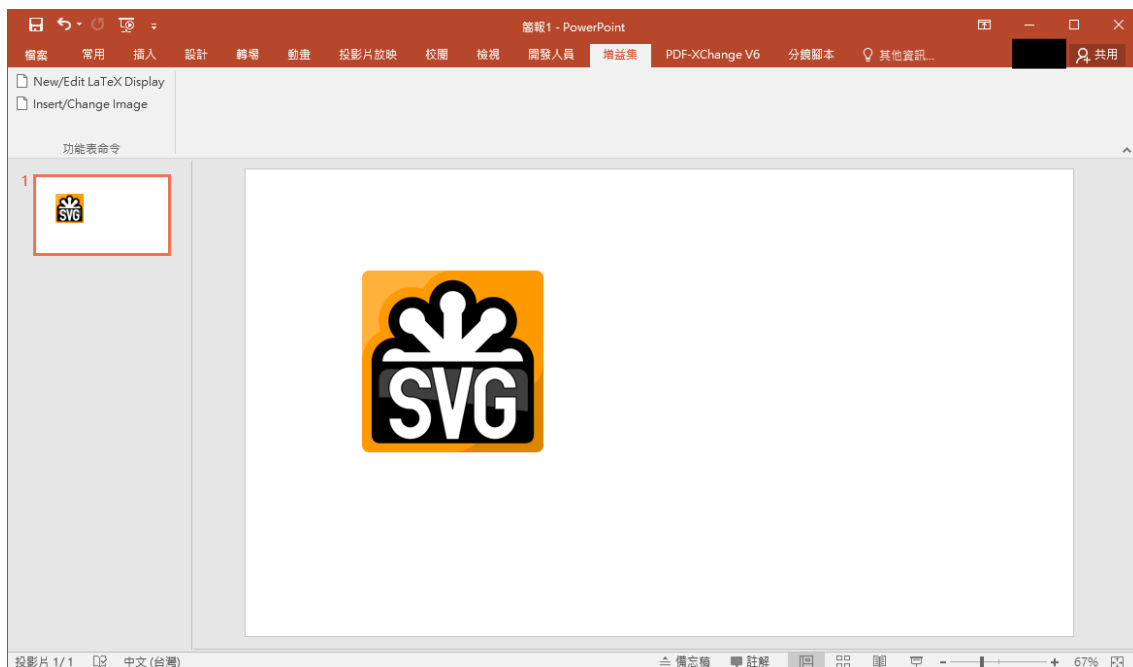 簡報1 - PowerPoint
檔案 常用 插入 設計 轉場 動畫 投影片放映 校閱 檢視 開發人員 增益集 PDF-XChange V6 分鏡腳本 其他資訊... 共用
New/Edit LaTeX Display
Insert/Change Image
功能表命令
1
SVG
SVG
投影片 1/1 中文 (台灣) 備忘稿 註解 67%